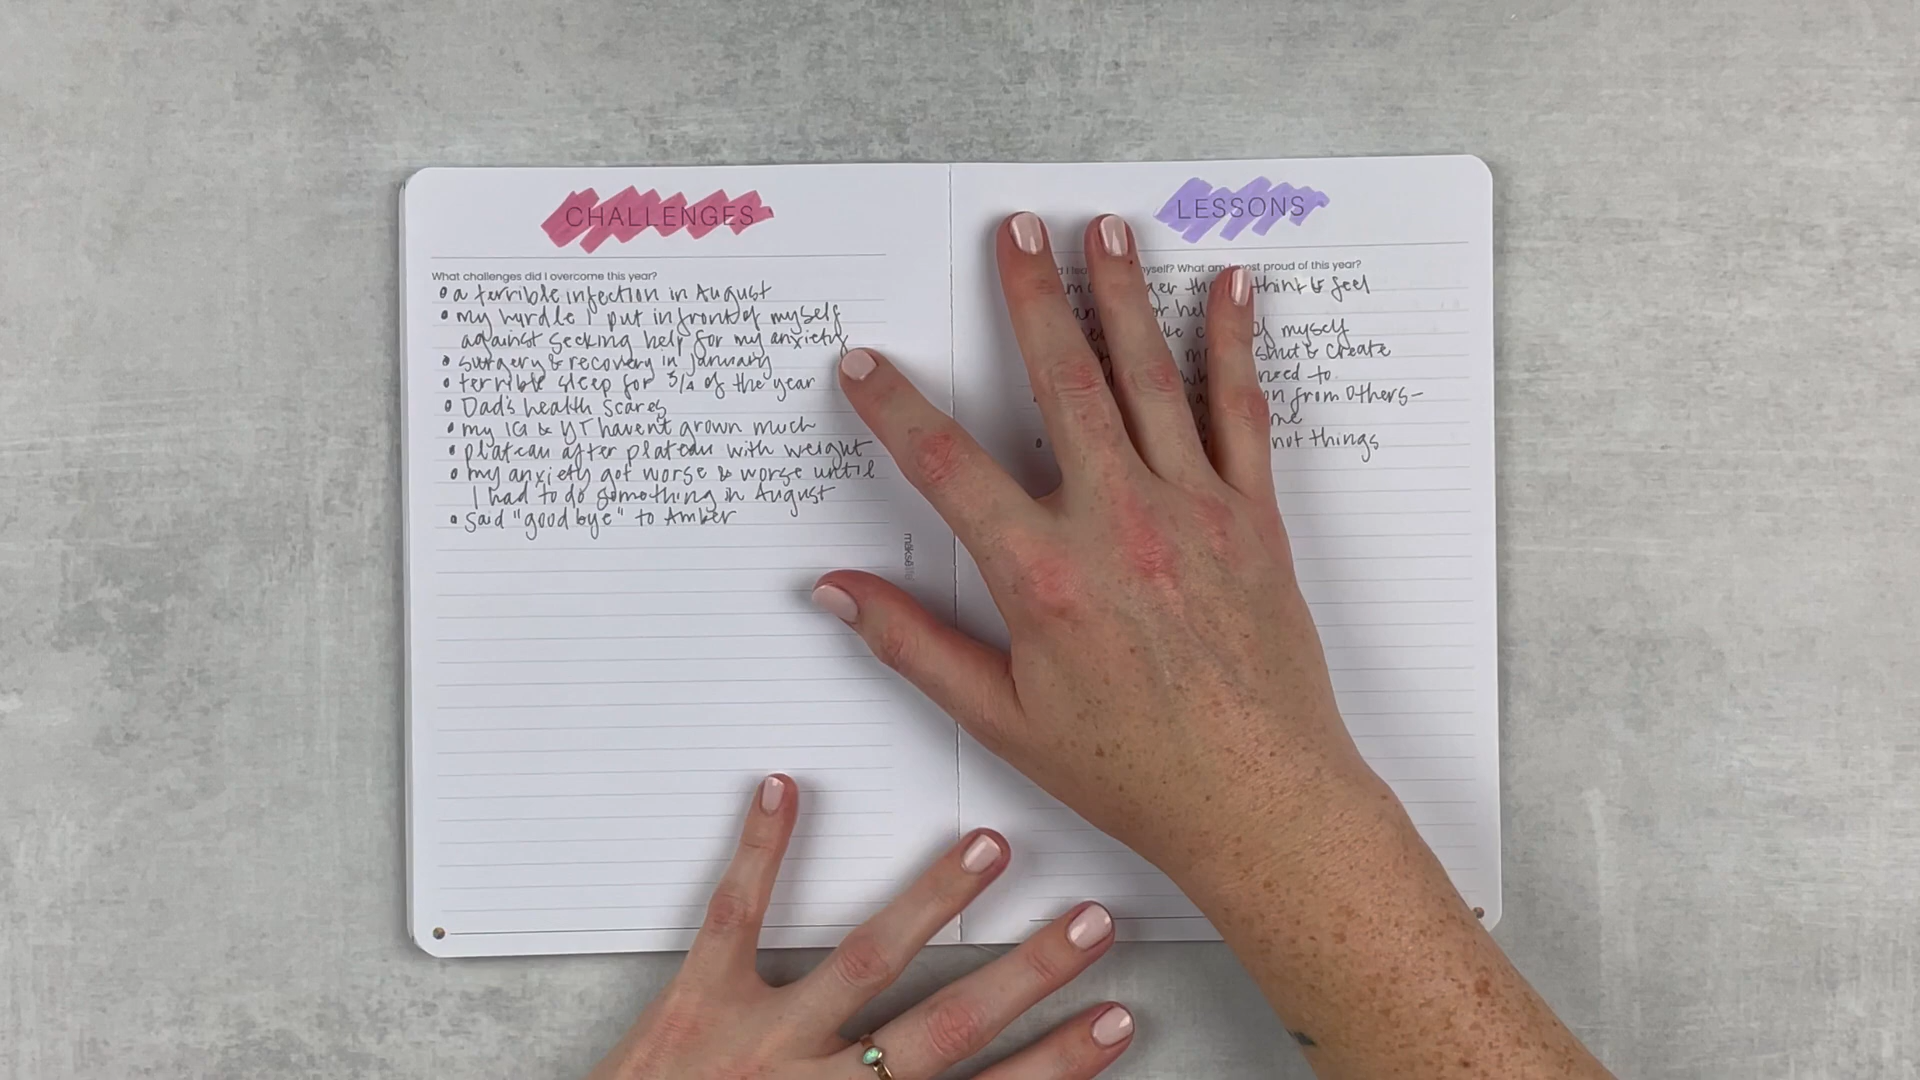 CHALLENGES
What challenges did I overcome this year?
• a terrible infection in August
• my hurdle I put in front of myself
against seeking help for my anxiety
• surgery & recovery in January
• terrible sleep for 3/4 of the year
• Dad's health scares
• my IG & YT haven't grown much
• plateau after plateau with weight
• my anxiety got worse & worse until
I had to do something in August
• said "good bye" to Amber
LESSONS
What am I most proud of this year?
think & feel
of myself
& create
need to.
from others—
me
not things